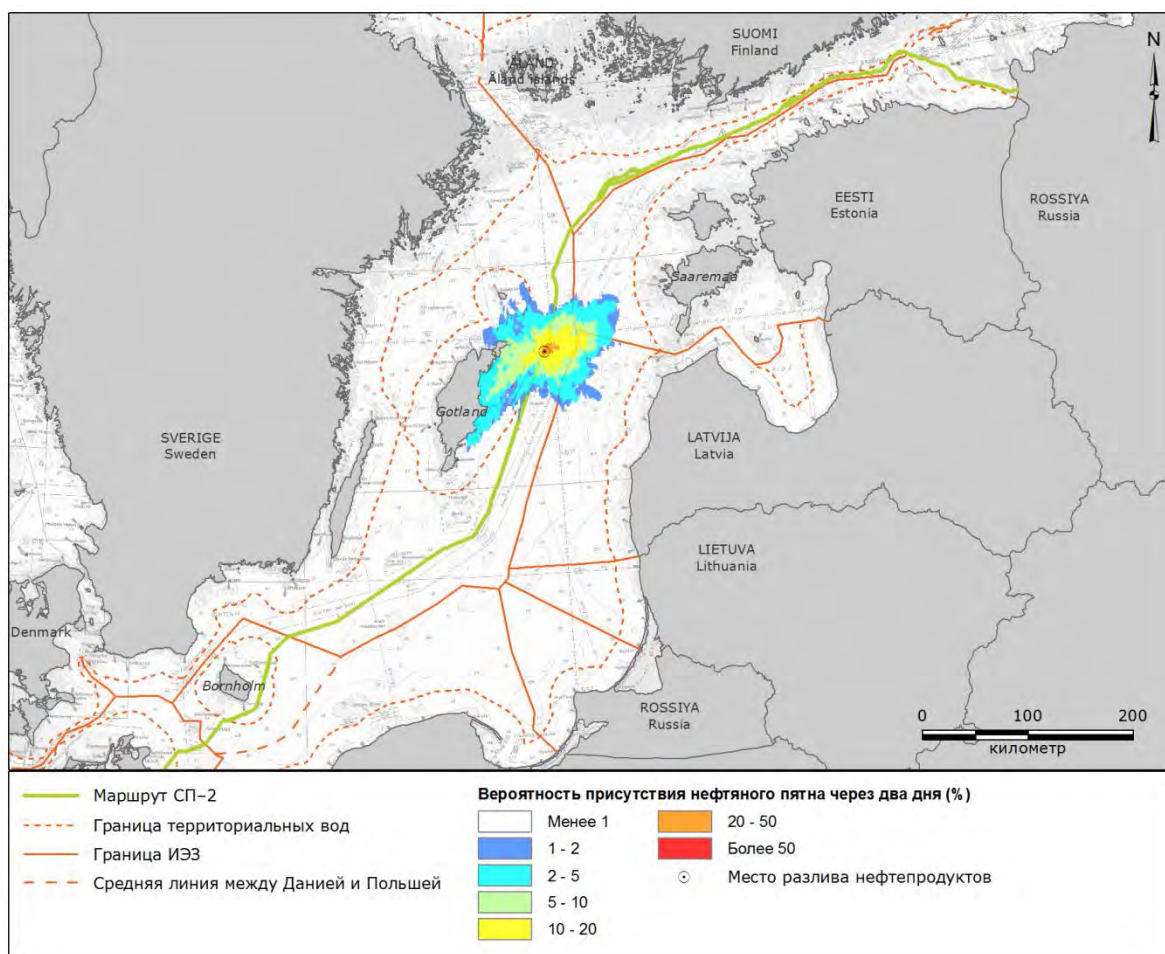 SUOMI
Finland
N
ÅLAND
Åland Islands
EESTI
Estonia
ROSSIYA
Russia
Saaremaa
Gotland
SVERIGE
Sweden
LATVIJA
Latvia
LIETUVA
Lithuania
Denmark
Bornholm
ROSSIYA
Russia
0 100 200
километр
Маршрут СП-2
Граница территориальных вод
Граница ИЭЗ
Средняя линия между Данией и Польшей
Вероятность присутствия нефтяного пятна через два дня (%)
Менее 1
1 - 2
2 - 5
5 - 10
10 - 20
20 - 50
Более 50
Место разлива нефтепродуктов